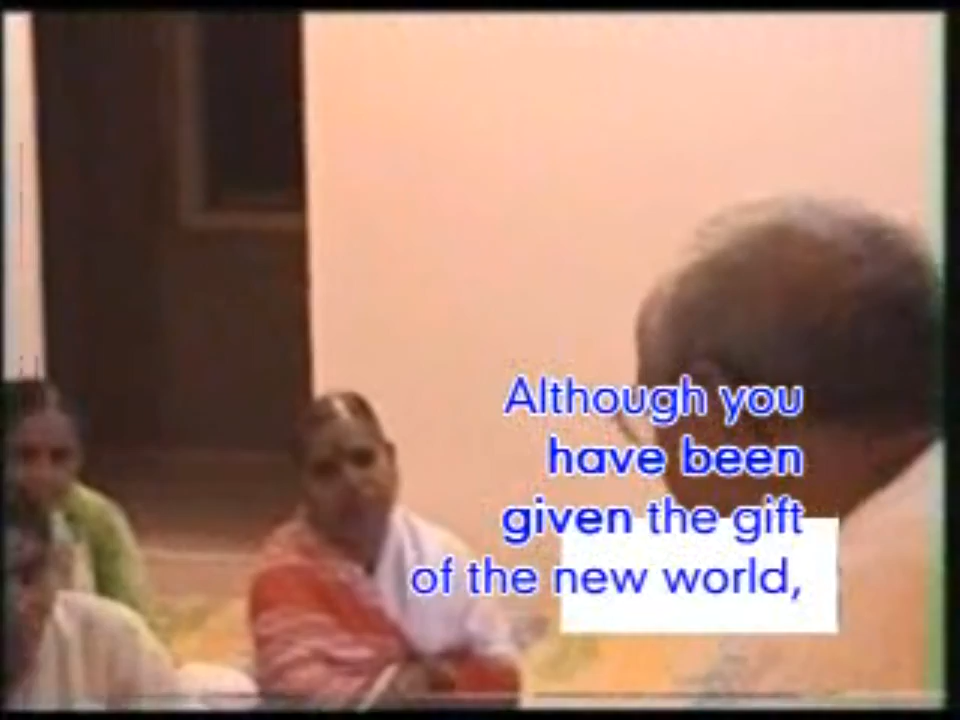 Although you
have been
given the gift
of the new world,